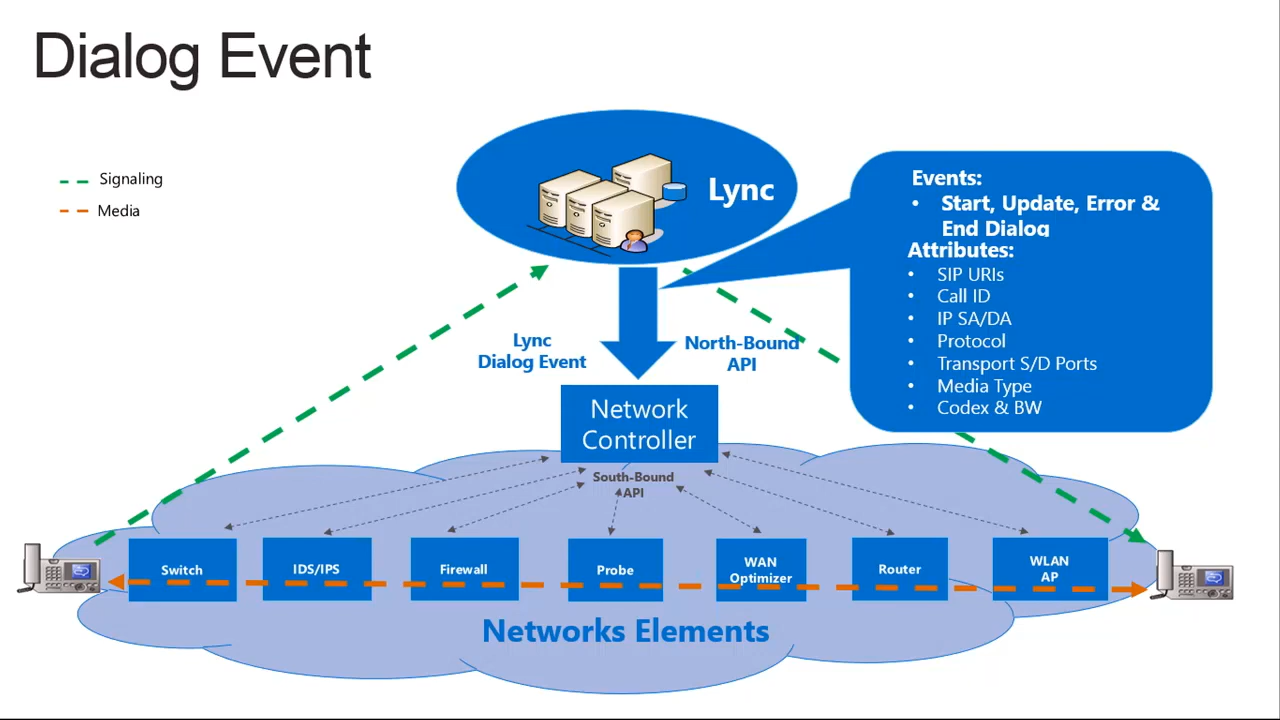 Dialog Event
Signaling
Media
Lync
Events:
• Start, Update, Error &
End Dialog
Attributes:
• SIP URIs
• Call ID
• IP SA/DA
• Protocol
• Transport S/D Ports
• Media Type
• Codex & BW
Lync
Dialog Event
North-Bound
API
Network
Controller
South-Bound
API
Switch
IDS/IPS
Firewall
Probe
WAN
Optimizer
Router
WLAN
AP
Networks Elements